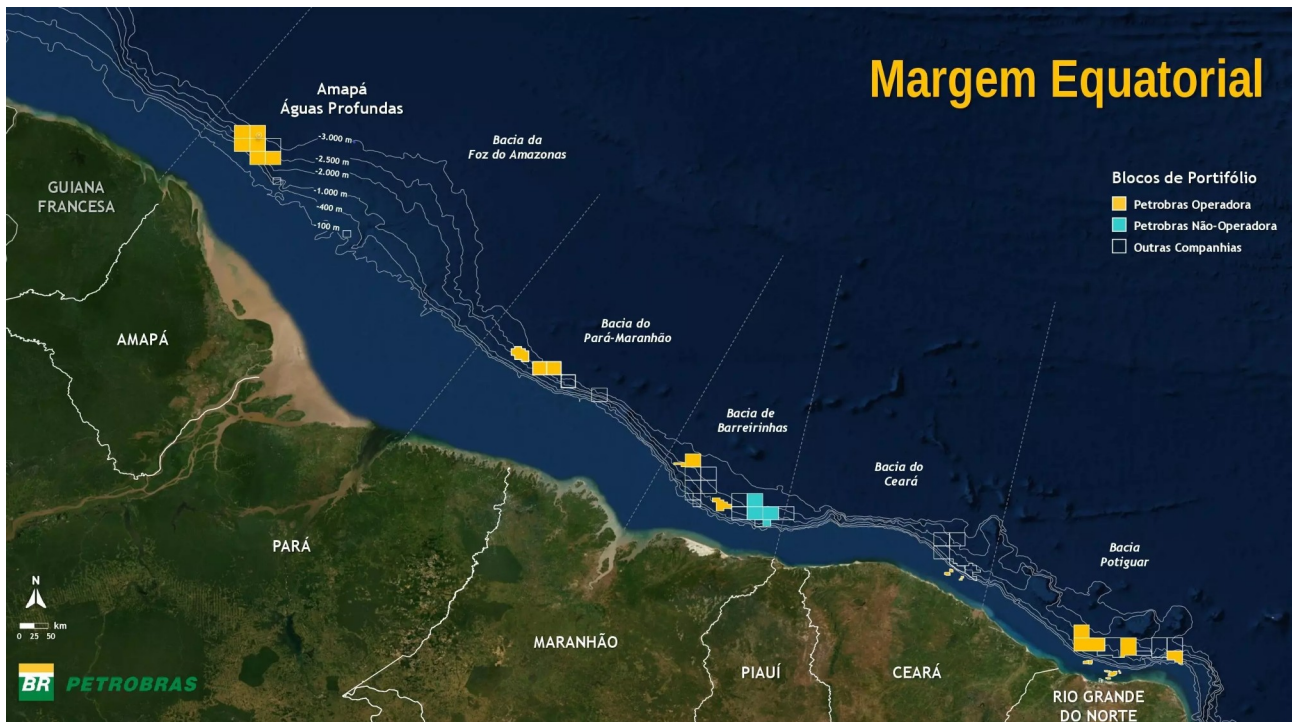 Margem Equatorial
Amapá
Águas Profundas
Bacia da
Foz do Amazonas
-3.000 m
-2.500 m
-2.000 m
-1.000 m
-400 m
-100 m
GUIANA
FRANCESA
Blocos de Portifólio
Petrobras Operadora
Petrobras Não-Operadora
Outras Companhias
AMAPÁ
Bacia do
Pará-Maranhão
Bacia de
Barreirinhas
Bacia do
Ceará
Bacia
Potiguar
PARÁ
MARANHÃO
PIAUÍ
CEARÁ
RIO GRANDE
DO NORTE
N
km
0 25 50
BR PETROBRAS